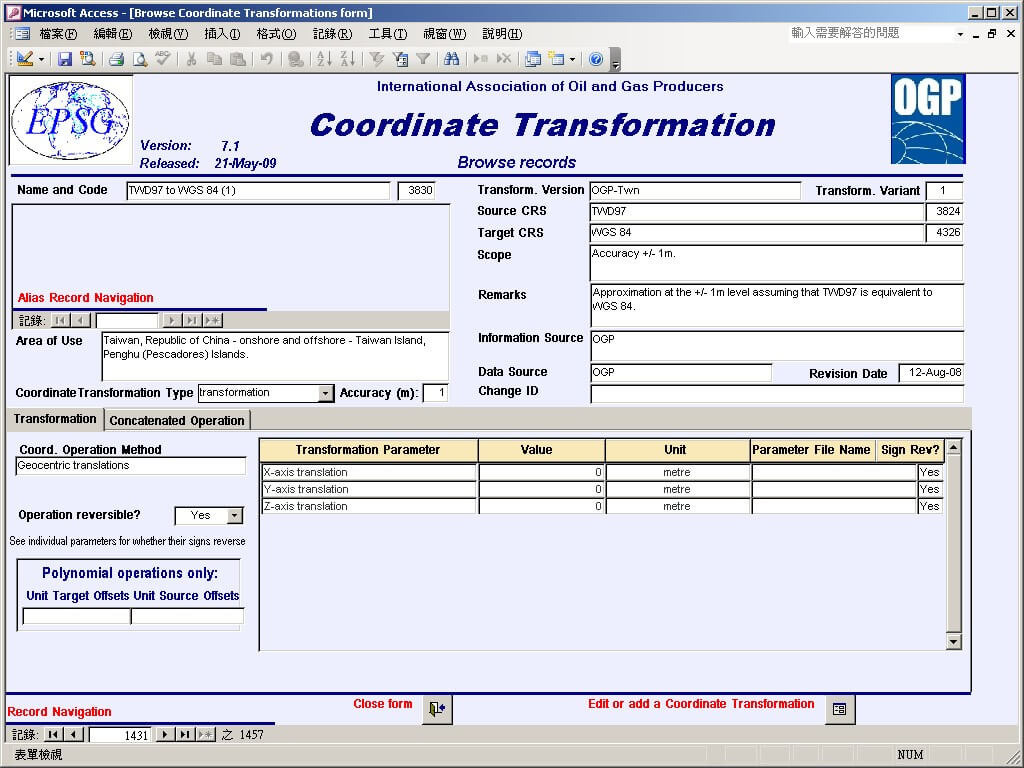 Microsoft Access - [Browse Coordinate Transformations form]
檔案(F) 編輯(E) 檢視(V) 插入(I) 格式(O) 記錄(R) 工具(T) 視窗(W) 說明(H) 輸入需要解答的問題
EPSG
International Association of Oil and Gas Producers
OGP
Coordinate Transformation
Version: 7.1
Released: 21-May-09
Browse records
Name and Code TWD97 to WGS 84 (1) 3830
Transform. Version OGP-Twn Transform. Variant 1
Source CRS TWD97 3824
Target CRS WGS 84 4326
Scope Accuracy +/- 1m.
Alias Record Navigation
Remarks Approximation at the +/- 1m level assuming that TWD97 is equivalent to
WGS 84.
記錄:
Area of Use Taiwan, Republic of China - onshore and offshore - Taiwan Island,
Penghu (Pescadores) Islands.
Information Source OGP
Data Source OGP Revision Date 12-Aug-08
CoordinateTransformation Type transformation Accuracy (m): 1
Change ID
Transformation Concatenated Operation
Coord. Operation Method
Geocentric translations
Transformation Parameter Value Unit Parameter File Name Sign Rev?
X-axis translation 0 metre Yes
Y-axis translation 0 metre Yes
Z-axis translation 0 metre Yes
Operation reversible? Yes
See individual parameters for whether their signs reverse
Polynomial operations only:
Unit Target Offsets Unit Source Offsets
Close form
Edit or add a Coordinate Transformation
Record Navigation
記錄: 1431 之 1457
表單檢視 NUM